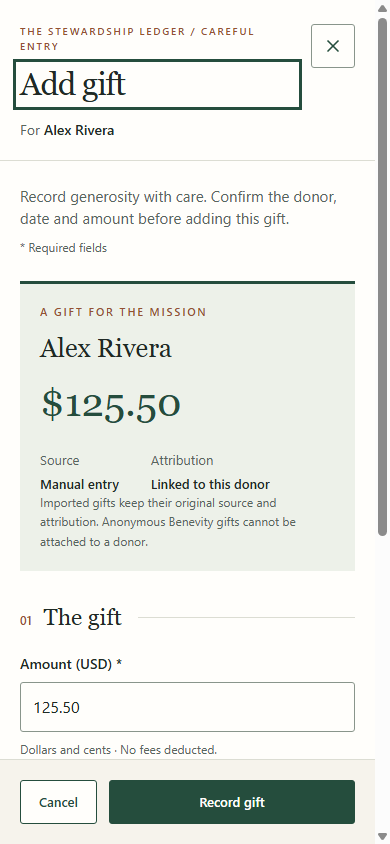 THE STEWARDSHIP LEDGER / CAREFUL
ENTRY
Add gift
For Alex Rivera
Record generosity with care. Confirm the donor,
date and amount before adding this gift.
* Required fields
A GIFT FOR THE MISSION
Alex Rivera
$125.50
Source Attribution
Manual entry Linked to this donor
Imported gifts keep their original source and
attribution. Anonymous Benevity gifts cannot be
attached to a donor.
01 The gift
Amount (USD) *
125.50
Dollars and cents · No fees deducted.
Cancel Record gift